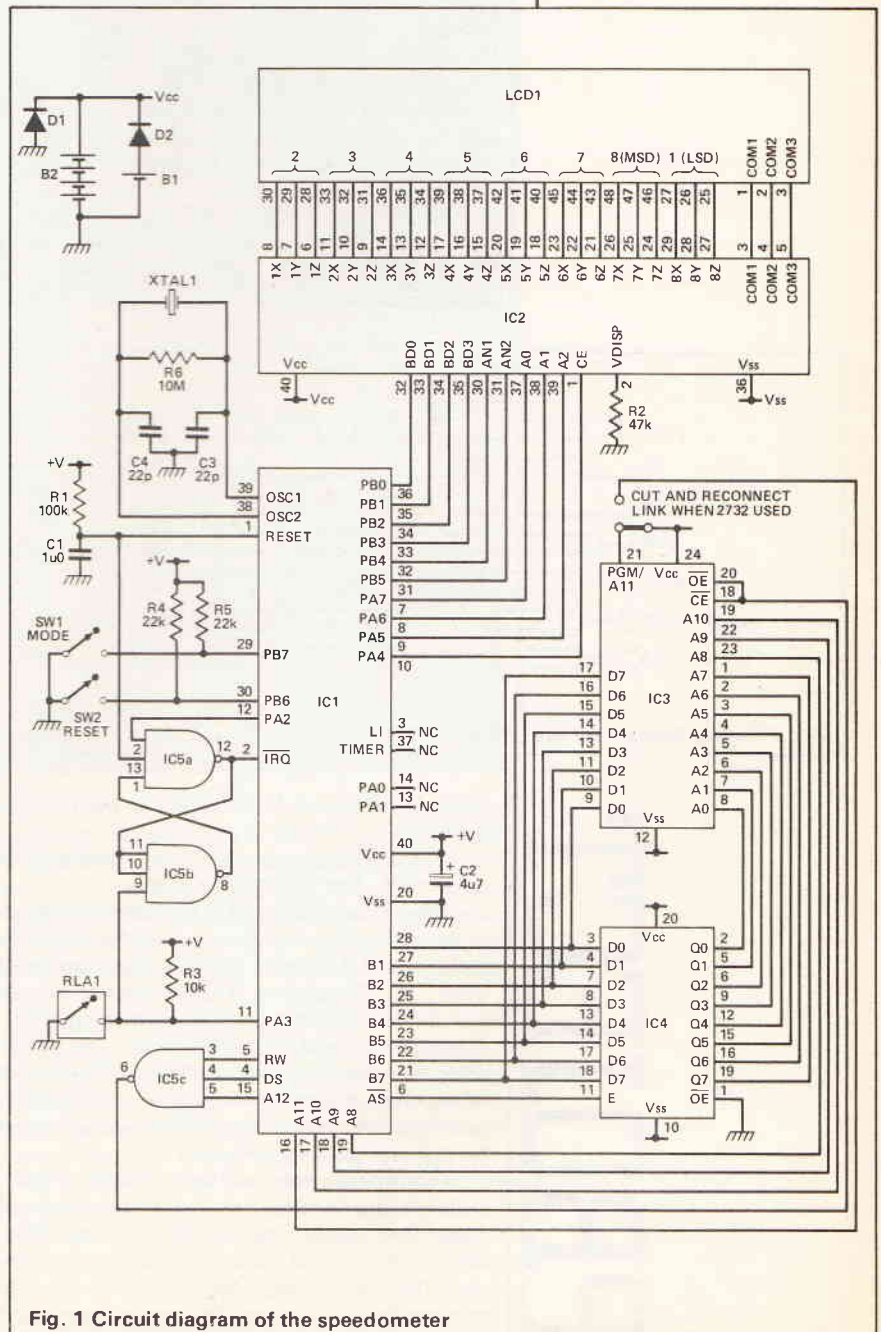 LCD1
2 3 4 5 6 7 8(MSD) 1 (LSD)
30 29 28 33 32 31 36 35 34 39 38 37 42 41 40 45 44 43 48 47 46 27 26 25 1 2 3
COM1 COM2 COM3
8 7 6 11 10 9 14 13 12 17 16 15 20 19 18 23 22 21 26 25 24 29 28 27 3 4 5
1X 1Y 1Z 2X 2Y 2Z 3X 3Y 3Z 4X 4Y 4Z 5X 5Y 5Z 6X 6Y 6Z 7X 7Y 7Z 8X 8Y 8Z COM1 COM2 COM3
IC2
Vcc BD0 BD1 BD2 BD3 AN1 AN2 A0 A1 A2 CE VDISP Vss
40 32 33 34 35 30 31 37 38 39 1 2 36
Vcc
Vss
R2
47k
Vcc
D1
D2
B2
B1
XTAL1
R6
10M
C4
22p
C3
22p
+V
R1
100k
C1
1u0
39 OSC1
38 OSC2
1 RESET
+V
R4
22k
R5
22k
SW1
MODE
29 PB7
SW2
RESET
30 PB6
12 PA2
IC5a
2
13
1
12
2 IRQ
IC5b
11
10
9
8
+V
R3
10k
RLA1
11 PA3
IC5c
6
3 5 RW
4 4 DS
5 15 A12
IC1
PB0 36
PB1 35
PB2 34
PB3 33
PB4 32
PB5 31
PA7 7
PA6 8
PA5 9
PA4 10
LI 3 NC
TIMER 37 NC
PA0 14 NC
PA1 13 NC
Vcc 40 +V
C2
4u7
Vss 20
28
B1 27
B2 26
B3 25
B4 24
B5 23
B6 22
B7 21
AS 6
A11 A10 A9 A8
16 17 18 19
CUT AND RECONNECT
LINK WHEN 2732 USED
21 24
PGM/ Vcc
A11
OE 20
CE 18
A10 19
A9 22
A8 23
17 D7 A7 1
16 D6 A6 2
15 D5 A5 3
14 D4 A4 4
13 D3 A3 5
11 D2 A2 6
10 D1 A1 7
9 D0 A0 8
IC3
Vss
12
20
Vcc
3 D0 Q0 2
4 D1 Q1 5
7 D2 Q2 6
8 D3 Q3 9
13 D4 Q4 12
14 D5 Q5 15
17 D6 Q6 16
18 D7 Q7 19
11 E OE 1
IC4
Vss
10
Fig. 1 Circuit diagram of the speedometer